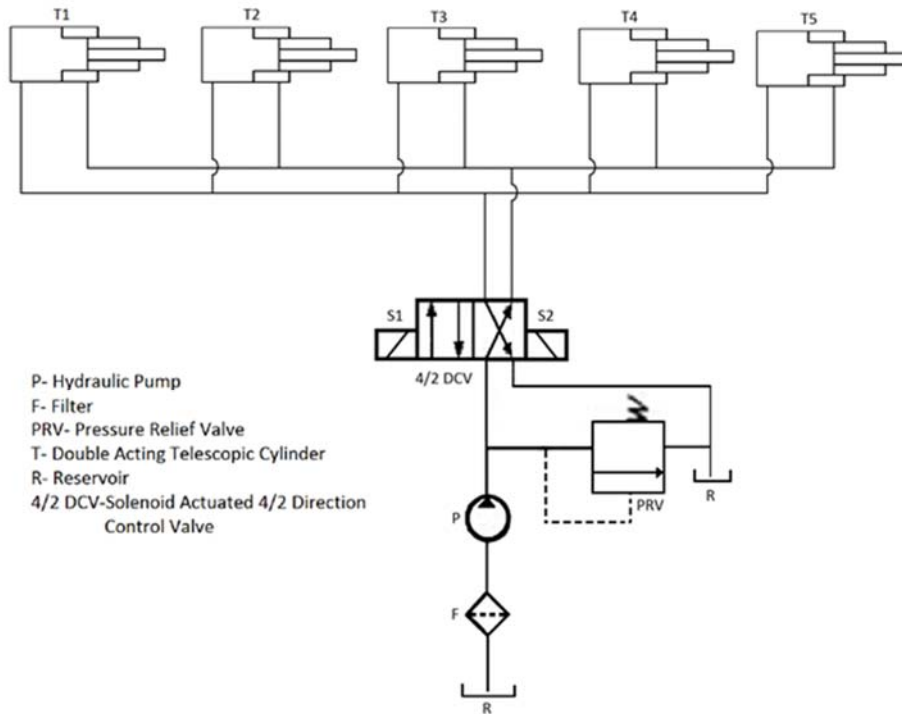 T1 T2 T3 T4 T5
S1 S2
4/2 DCV
P- Hydraulic Pump
F- Filter
PRV- Pressure Relief Valve
T- Double Acting Telescopic Cylinder
R- Reservoir
4/2 DCV-Solenoid Actuated 4/2 Direction
Control Valve
PRV
R
P
F
R